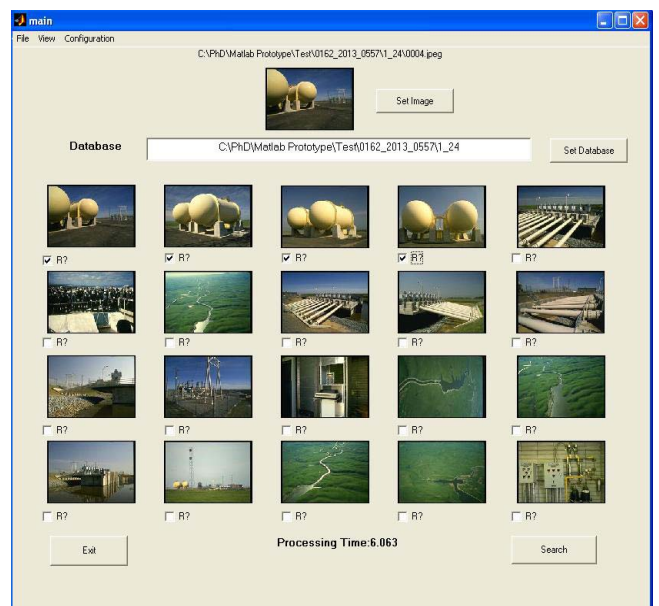 main
File View Configuration
C:\PhD\Matlab Prototype\Test\0162_2013_0557\1_24\0004.jpeg
Set Image
Database C:\PhD\Matlab Prototype\Test\0162_2013_0557\1_24 Set Database
R? R? R? R? R?
R? R? R? R? R?
R? R? R? R? R?
R? R? R? R? R?
Exit Processing Time:6.063 Search